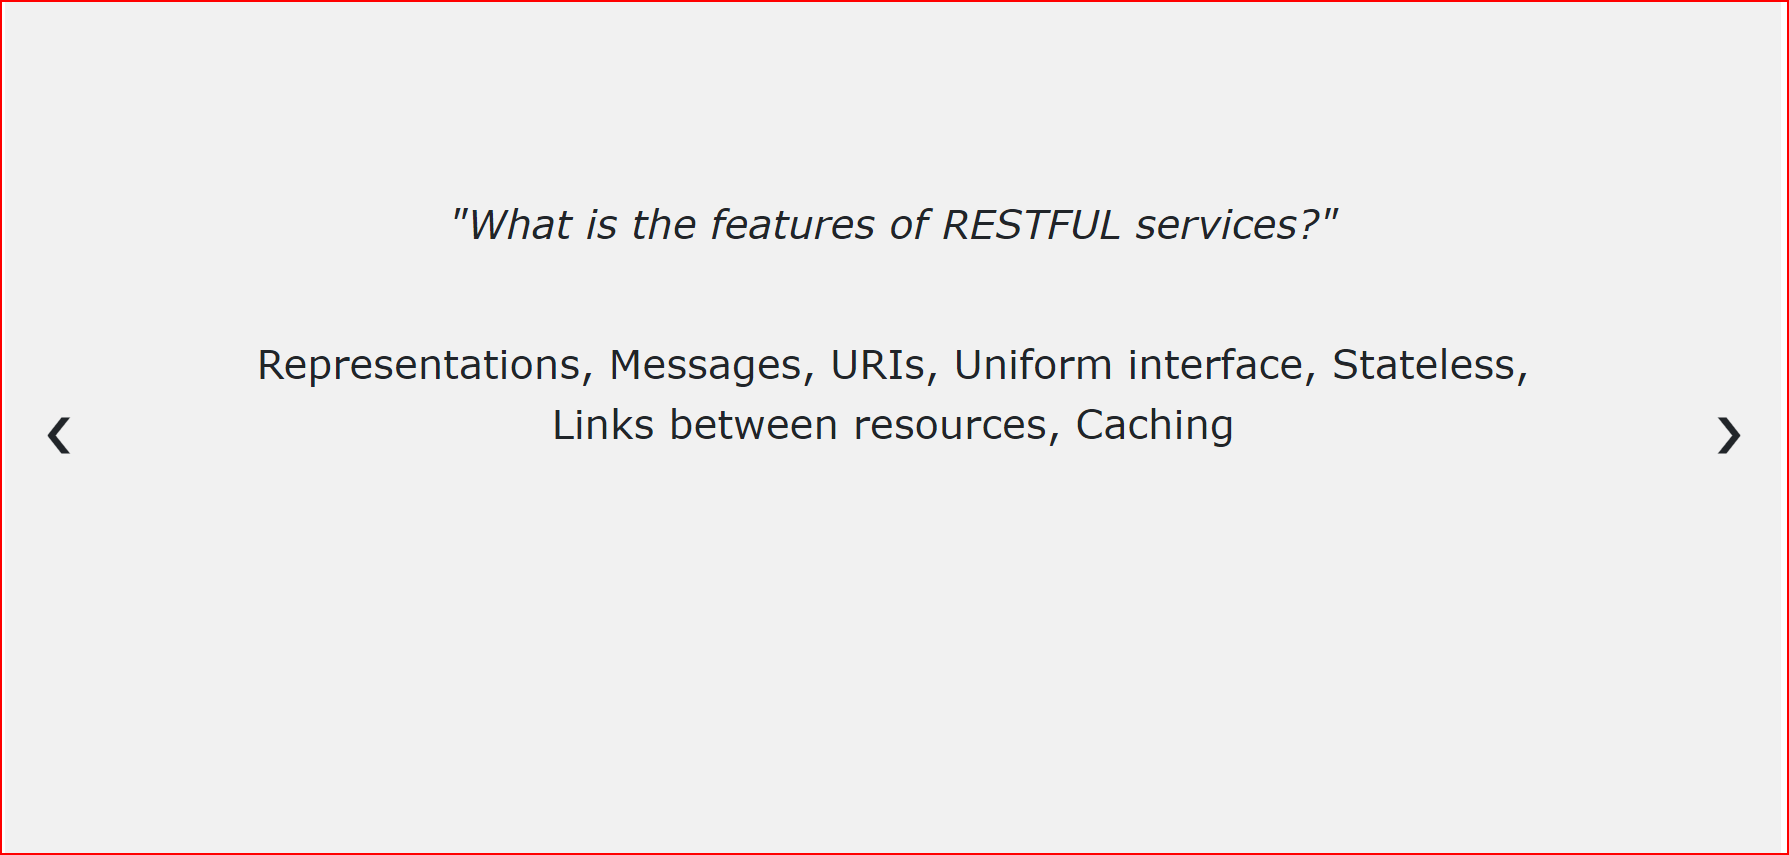 "What is the features of RESTFUL services?"
Representations, Messages, URIs, Uniform interface, Stateless,
Links between resources, Caching